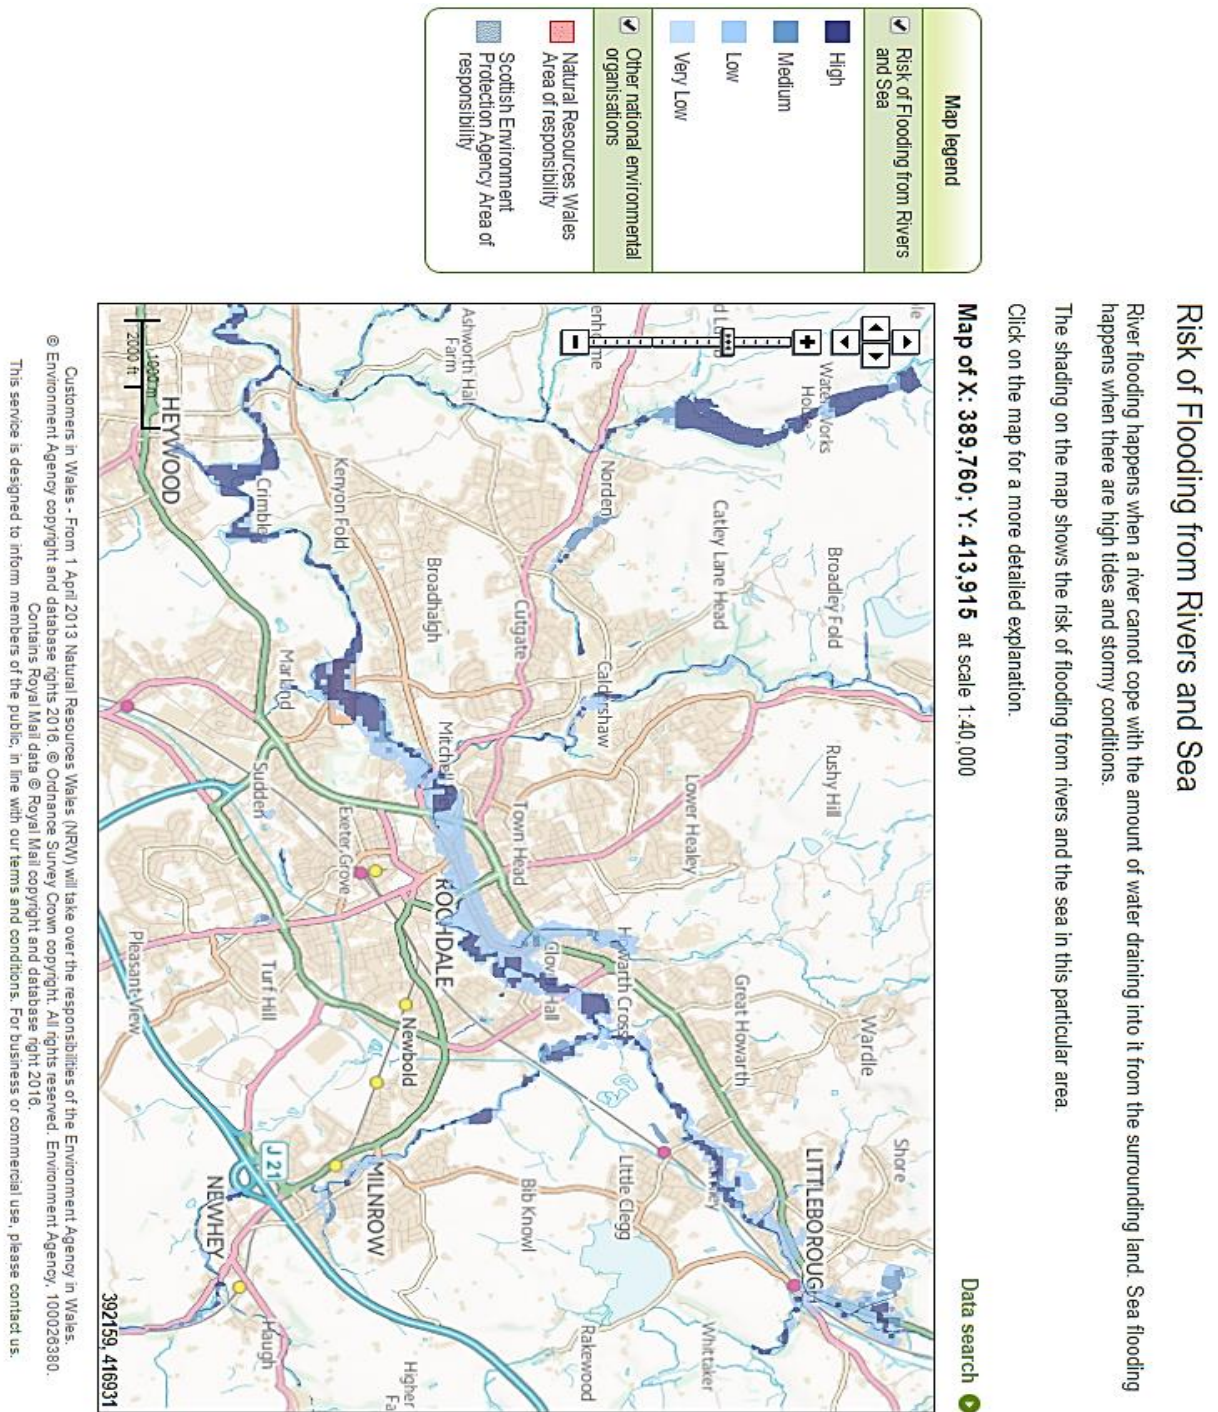 Risk of Flooding from Rivers and Sea
River flooding happens when a river cannot cope with the amount of water draining into it from the surrounding land. Sea flooding
happens when there are high tides and stormy conditions.
The shading on the map shows the risk of flooding from rivers and the sea in this particular area.
Click on the map for a more detailed explanation.
Map legend
Risk of Flooding from Rivers
and Sea
High
Medium
Low
Very Low
Other national environmental
organisations
Natural Resources Wales
Area of responsibility
Scottish Environment
Protection Agency Area of
responsibility
Map of X: 389,760; Y: 413,915 at scale 1:40,000
Data search
Water Works
Shore
Wardle
Broadley Fold
Rushy Hill
LITTLEBOROUGH
Catley Lane Head
Lower Healey
Great Howarth
Whittaker
Norden
Caldershaw
Howarth Cross
Little Clegg
Rakewood
Cutgate
Town Head
Clover Hall
Bib Knowl
Ashworth Hall
Farm
Broadhalgh
Mitchell
ROCHDALE
Newbold
Higher
Fa
Kenyon Fold
Exeter Grove
MILNROW
Crimble
Markland
Sudden
Turf Hill
J 21
Haugh
NEWHEY
HEYWOOD
Pleasant View
1000m
2000 ft
392159, 416931
Customers in Wales - From 1 April 2013 Natural Resources Wales (NRW) will take over the responsibilities of the Environment Agency in Wales.
© Environment Agency copyright and database rights 2016. © Ordnance Survey Crown copyright. All rights reserved. Environment Agency, 100026380.
Contains Royal Mail data © Royal Mail copyright and database right 2016.
This service is designed to inform members of the public, in line with our terms and conditions. For business or commercial use, please contact us.